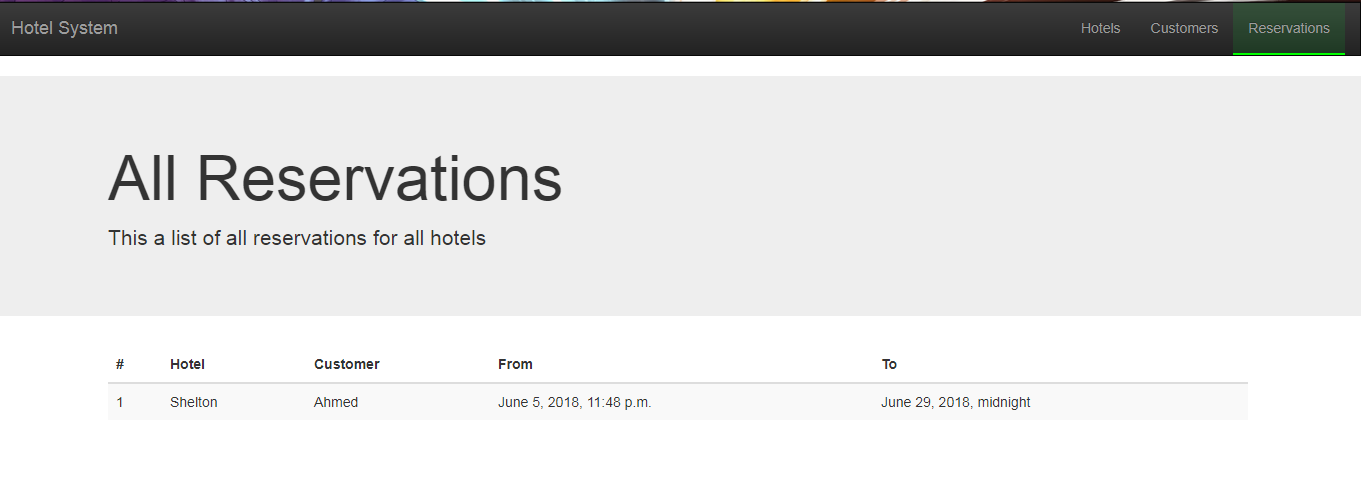 Hotel System Hotels Customers Reservations
All Reservations
This a list of all reservations for all hotels
# Hotel Customer From To
1 Shelton Ahmed June 5, 2018, 11:48 p.m. June 29, 2018, midnight